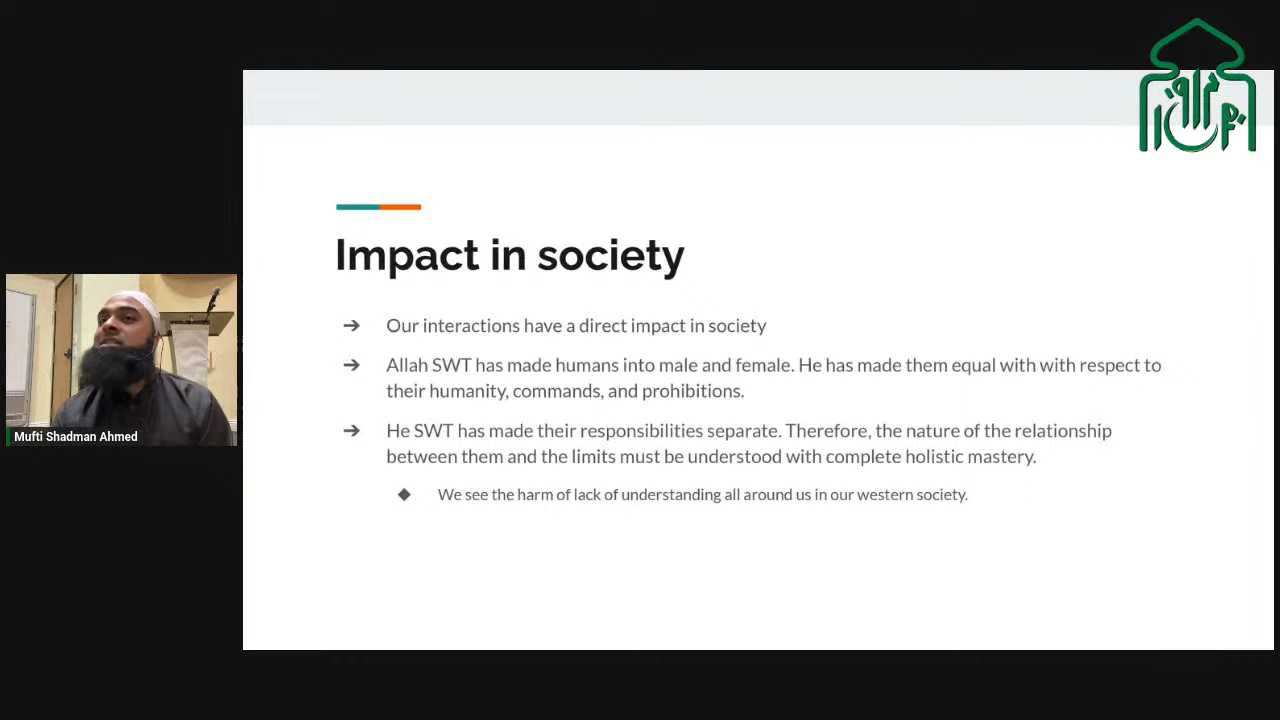 Impact in society
➔ Our interactions have a direct impact in society
➔ Allah SWT has made humans into male and female. He has made them equal with with respect to
their humanity, commands, and prohibitions.
➔ He SWT has made their responsibilities separate. Therefore, the nature of the relationship
between them and the limits must be understood with complete holistic mastery.
◆ We see the harm of lack of understanding all around us in our western society.
Mufti Shadman Ahmed